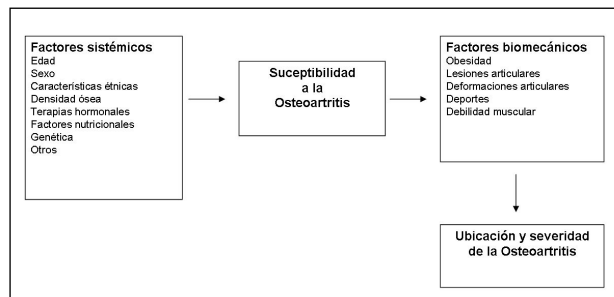 Factores sistémicos
Edad
Sexo
Características étnicas
Densidad ósea
Terapias hormonales
Factores nutricionales
Genética
Otros
Suceptibilidad
a la
Osteoartritis
Factores biomecánicos
Obesidad
Lesiones articulares
Deformaciones articulares
Deportes
Debilidad muscular
Ubicación y severidad
de la Osteoartritis